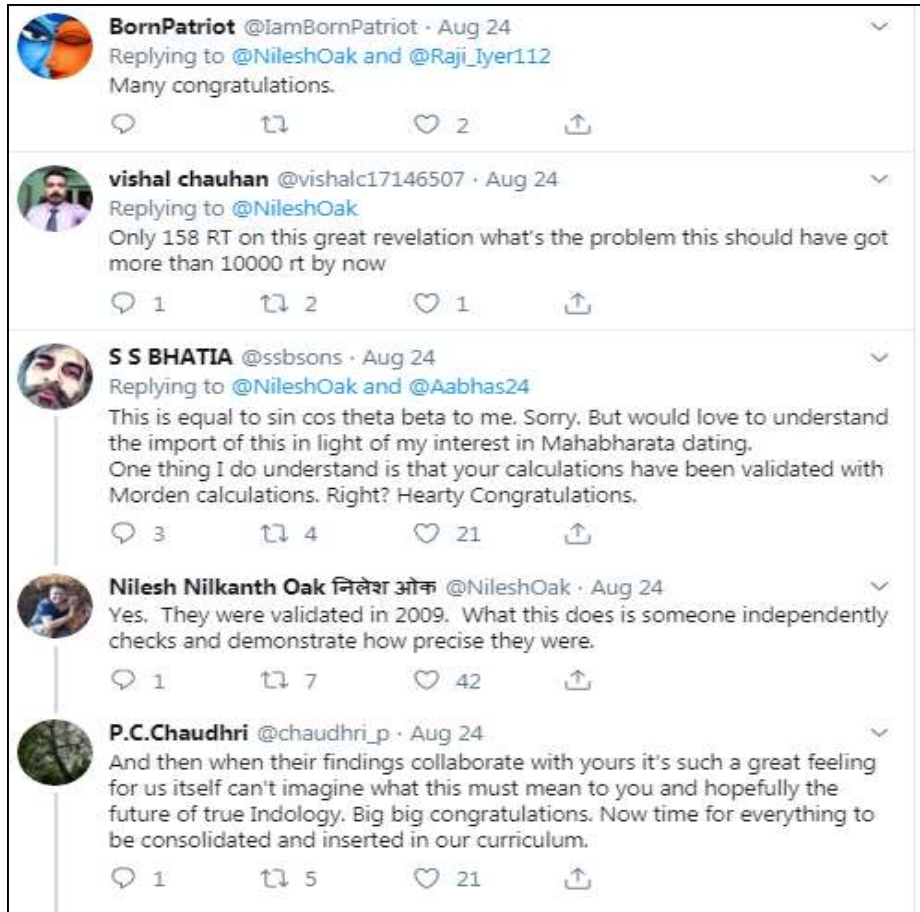 BornPatriot @IamBornPatriot · Aug 24
Replying to @NileshOak and @Raji_Iyer112
Many congratulations.
2
vishal chauhan @vishalc17146507 · Aug 24
Replying to @NileshOak
Only 158 RT on this great revelation what's the problem this should have got
more than 10000 rt by now
1 2 1
S S BHATIA @ssbsons · Aug 24
Replying to @NileshOak and @Aabhas24
This is equal to sin cos theta beta to me. Sorry. But would love to understand
the import of this in light of my interest in Mahabharata dating.
One thing I do understand is that your calculations have been validated with
Morden calculations. Right? Hearty Congratulations.
3 4 21
Nilesh Nilkanth Oak निलेश ओक @NileshOak · Aug 24
Yes. They were validated in 2009. What this does is someone independently
checks and demonstrate how precise they were.
1 7 42
P.C.Chaudhri @chaudhri_p · Aug 24
And then when their findings collaborate with yours it's such a great feeling
for us itself can't imagine what this must mean to you and hopefully the
future of true Indology. Big big congratulations. Now time for everything to
be consolidated and inserted in our curriculum.
1 5 21